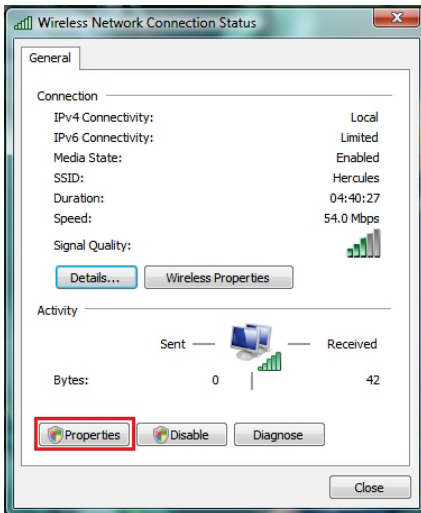 Wireless Network Connection Status
General
Connection
IPv4 Connectivity: Local
IPv6 Connectivity: Limited
Media State: Enabled
SSID: Hercules
Duration: 04:40:27
Speed: 54.0 Mbps
Signal Quality:
Details... Wireless Properties
Activity
Sent Received
Bytes: 0 42
Properties Disable Diagnose
Close